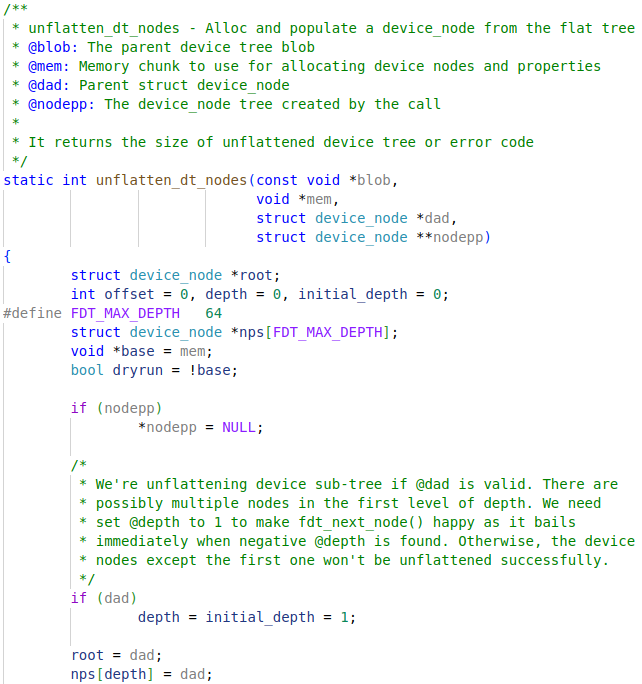 /**
 * unflatten_dt_nodes - Alloc and populate a device_node from the flat tree
 * @blob: The parent device tree blob
 * @mem: Memory chunk to use for allocating device nodes and properties
 * @dad: Parent struct device_node
 * @nodepp: The device_node tree created by the call
 *
 * It returns the size of unflattened device tree or error code
 */
static int unflatten_dt_nodes(const void *blob,
                              void *mem,
                              struct device_node *dad,
                              struct device_node **nodepp)
{
        struct device_node *root;
        int offset = 0, depth = 0, initial_depth = 0;
#define FDT_MAX_DEPTH   64
        struct device_node *nps[FDT_MAX_DEPTH];
        void *base = mem;
        bool dryrun = !base;

        if (nodepp)
                *nodepp = NULL;

        /*
         * We're unflattening device sub-tree if @dad is valid. There are
         * possibly multiple nodes in the first level of depth. We need
         * set @depth to 1 to make fdt_next_node() happy as it bails
         * immediately when negative @depth is found. Otherwise, the device
         * nodes except the first one won't be unflattened successfully.
         */
        if (dad)
                depth = initial_depth = 1;

        root = dad;
        nps[depth] = dad;